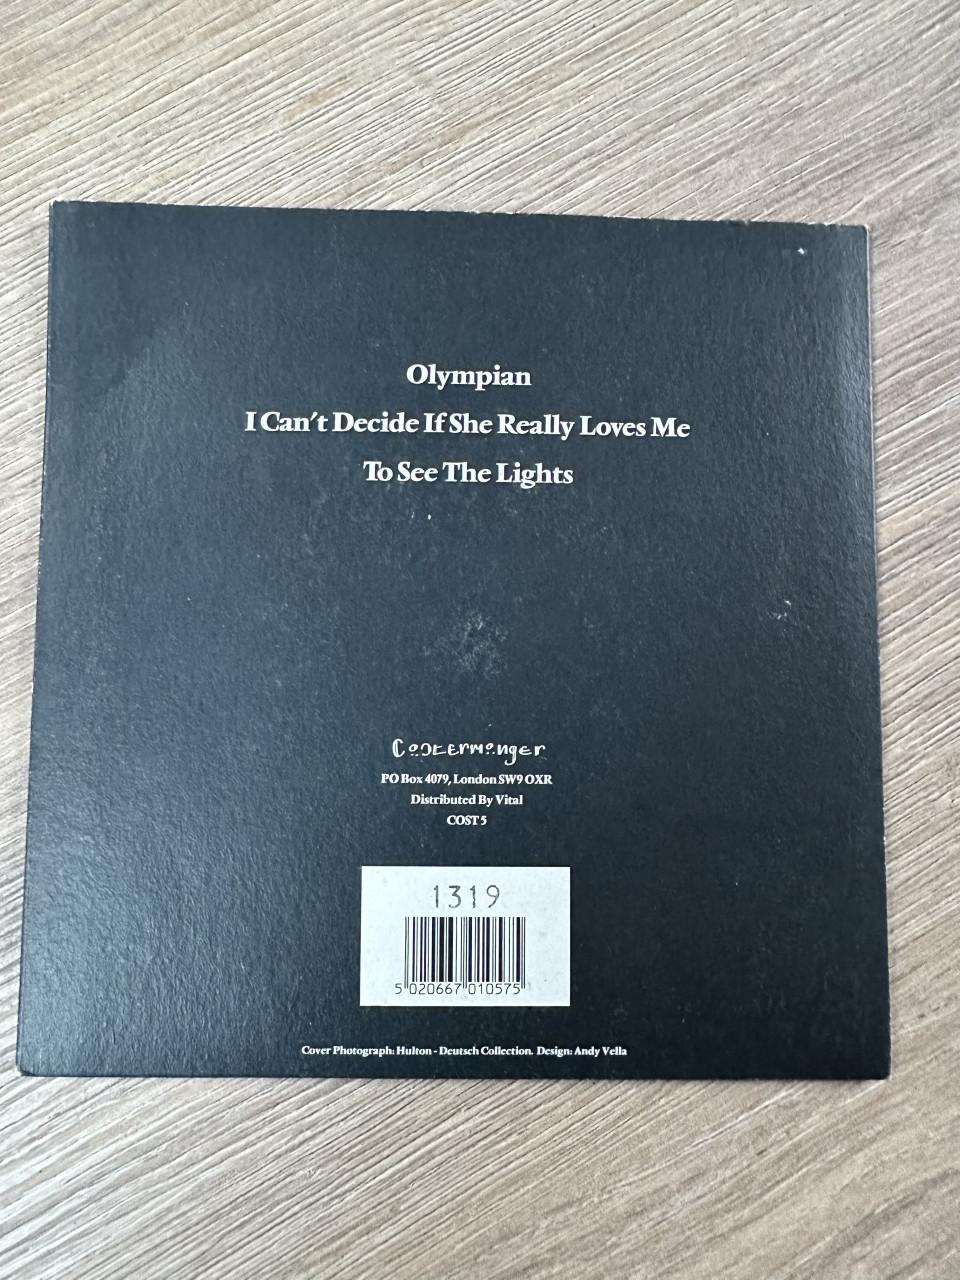 Olympian
I Can't Decide If She Really Loves Me
To See The Lights
Costermonger
PO Box 4079, London SW9 OXR
Distributed By Vital
COST 5
1319
5 020667 010575
Cover Photograph: Hulton - Deutsch Collection. Design: Andy Vella